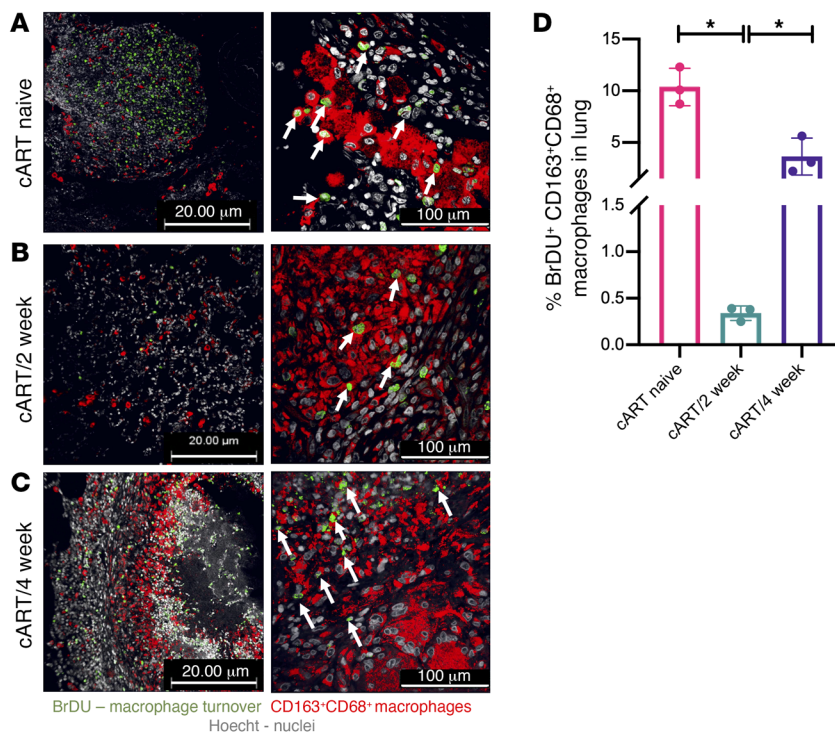 A
cART naive
20.00 µm
100 µm
B
cART/2 week
20.00 µm
100 µm
C
cART/4 week
20.00 µm
100 µm
BrDU – macrophage turnover CD163⁺CD68⁺ macrophages
Hoecht - nuclei
D
* *
% BrDU⁺ CD163⁺CD68⁺
macrophages in lung
15
10
5
1.5
1.0
0.5
0.0
cART naive
cART/2 week
cART/4 week